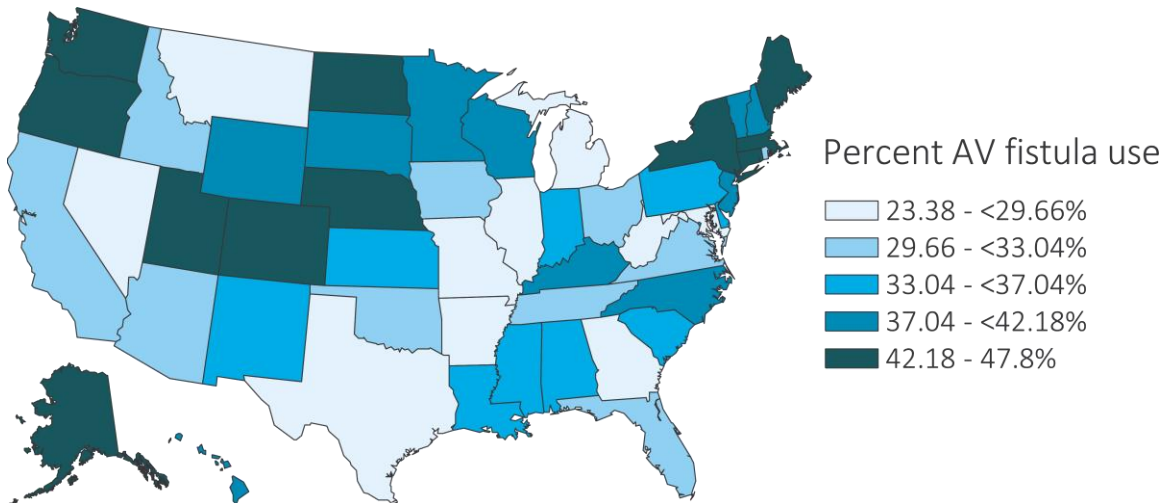 Percent AV fistula use
23.38 - <29.66%
29.66 - <33.04%
33.04 - <37.04%
37.04 - <42.18%
42.18 - 47.8%